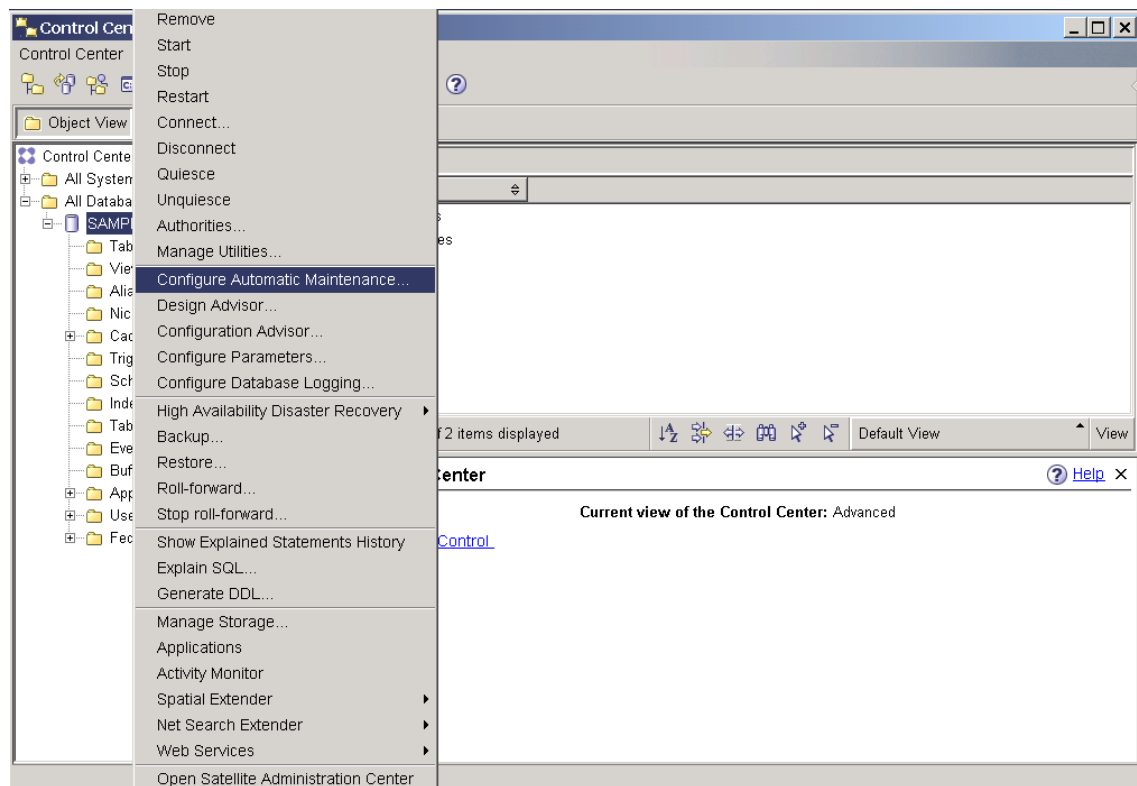 Control Cen
Control Center
Object View
Control Cente
All System
All Databa
SAMP
Tab
Vie
Alia
Nic
Cac
Trig
Sch
Inde
Tab
Eve
Buf
App
Use
Fec
Remove
Start
Stop
Restart
Connect...
Disconnect
Quiesce
Unquiesce
Authorities...
Manage Utilities...
Configure Automatic Maintenance...
Design Advisor...
Configuration Advisor...
Configure Parameters...
Configure Database Logging...
High Availability Disaster Recovery
Backup...
Restore...
Roll-forward...
Stop roll-forward...
Show Explained Statements History
Explain SQL...
Generate DDL...
Manage Storage...
Applications
Activity Monitor
Spatial Extender
Net Search Extender
Web Services
Open Satellite Administration Center
s
es
f 2 items displayed
Default View
View
Center
Help
Current view of the Control Center: Advanced
Control